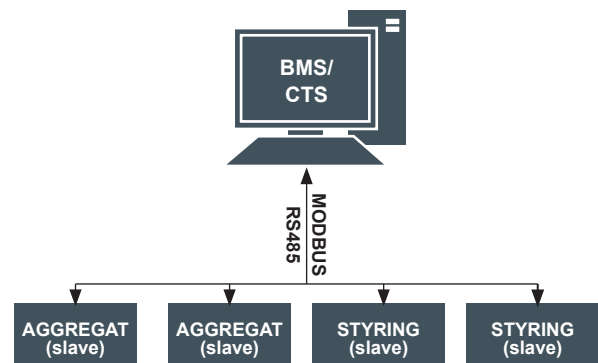 BMS/
CTS
MODBUS
RS485
AGGREGAT
(slave)
AGGREGAT
(slave)
STYRING
(slave)
STYRING
(slave)